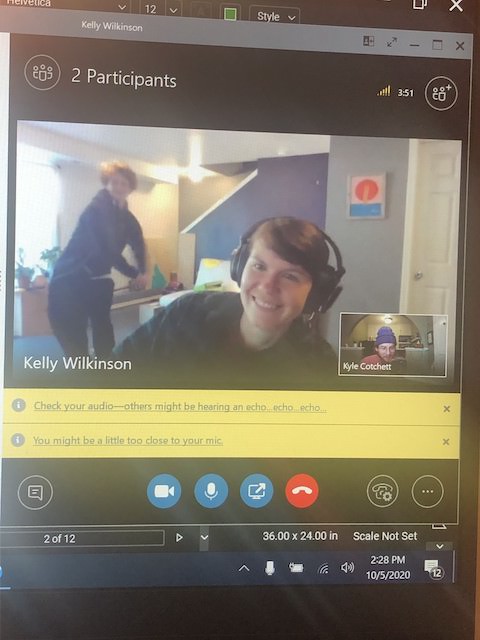 Helvetica
12
Style
Kelly Wilkinson
2 Participants
3:51
Kelly Wilkinson
Kyle Cotchett
Check your audio—others might be hearing an echo...echo...echo...
You might be a little too close to your mic.
2 of 12
36.00 x 24.00 in
Scale Not Set
2:28 PM
10/5/2020
12